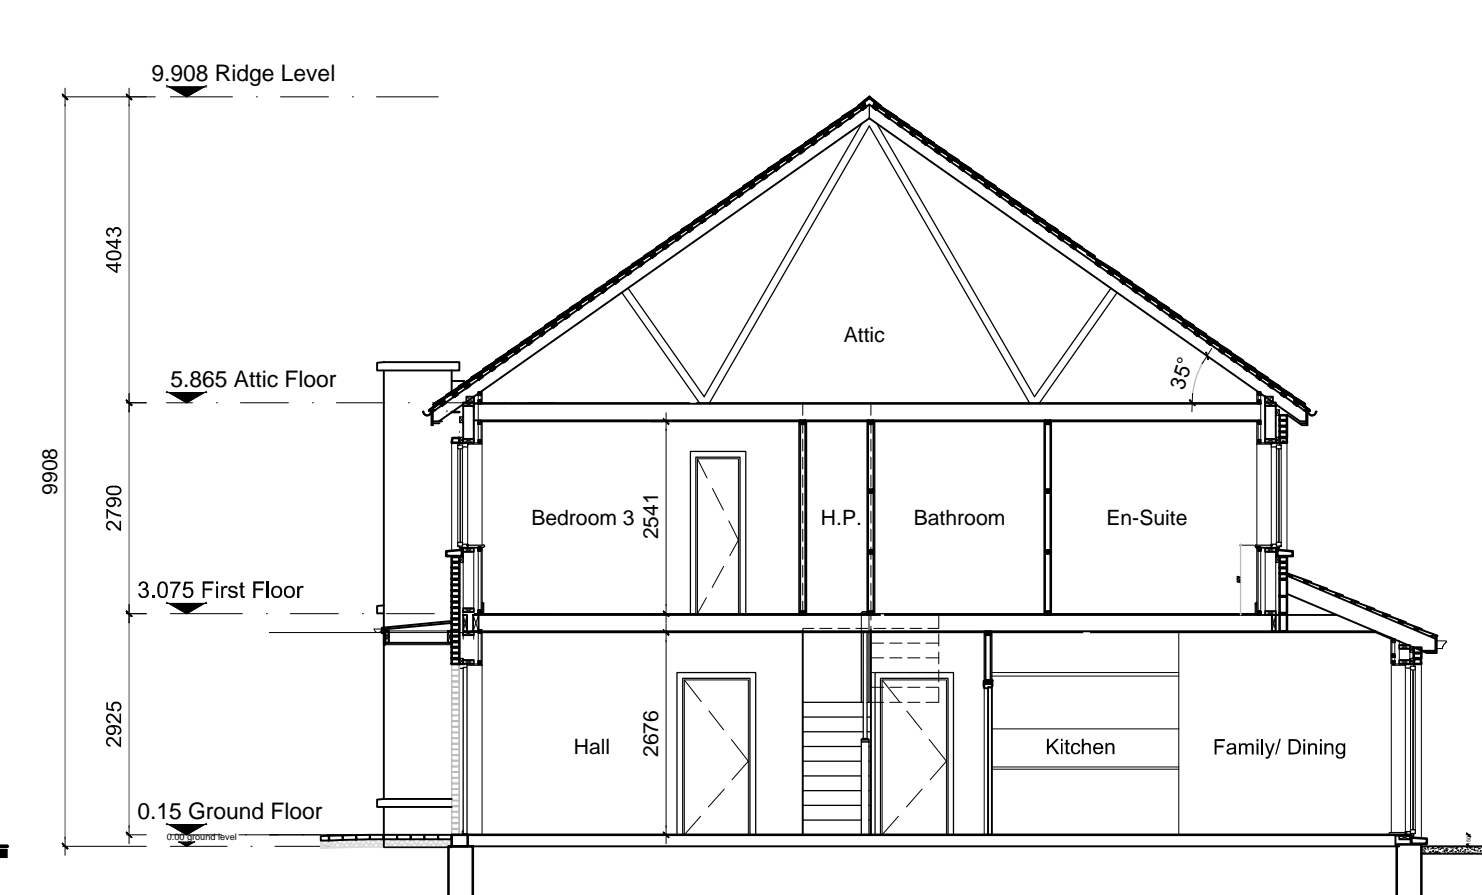 9.908 Ridge Level
4043
Attic
35°
5.865 Attic Floor
9908
2790
Bedroom 3
2541
H.P.
Bathroom
En-Suite
3.075 First Floor
2925
Hall
2676
Kitchen
Family/ Dining
0.15 Ground Floor
0.00 ground level